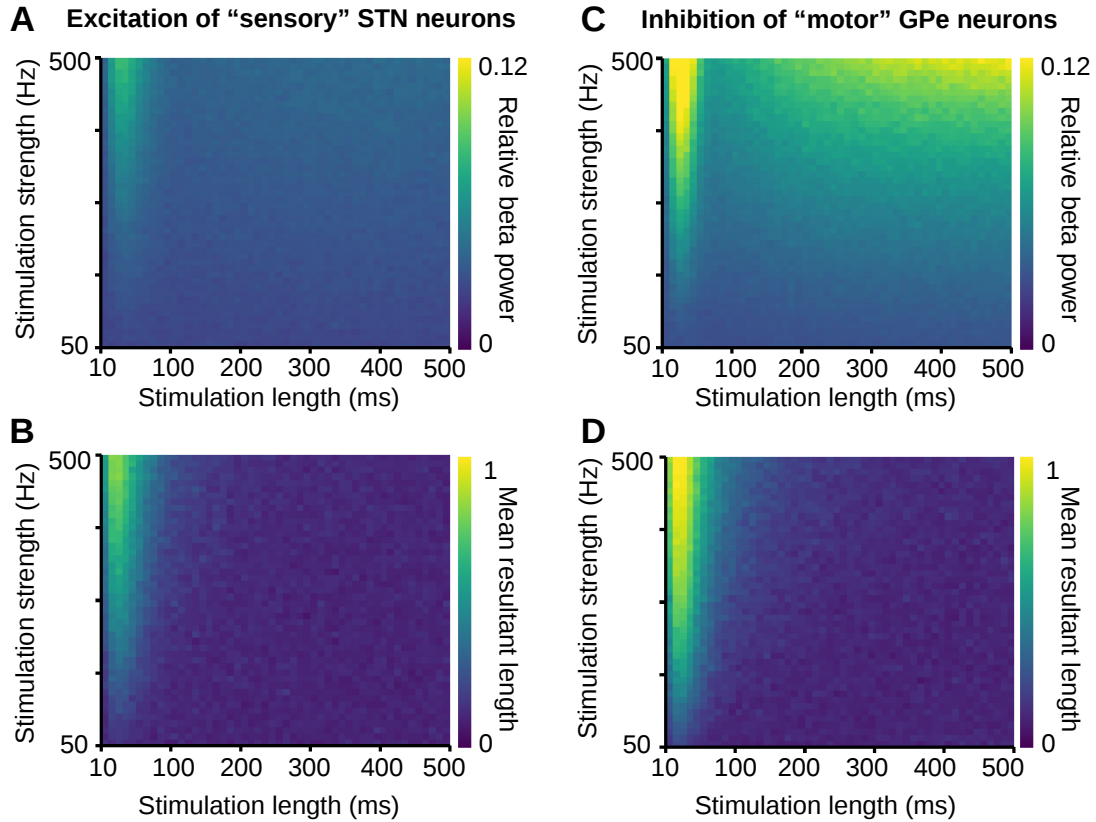 A
Excitation of “sensory” STN neurons
500
50
Stimulation strength (Hz)
10
100
200
300
400
500
Stimulation length (ms)
0.12
0
Relative beta power
C
Inhibition of “motor” GPe neurons
500
50
Stimulation strength (Hz)
10
100
200
300
400
500
Stimulation length (ms)
0.12
0
Relative beta power
B
500
50
Stimulation strength (Hz)
10
100
200
300
400
500
Stimulation length (ms)
1
0
Mean resultant length
D
500
50
Stimulation strength (Hz)
10
100
200
300
400
500
Stimulation length (ms)
1
0
Mean resultant length